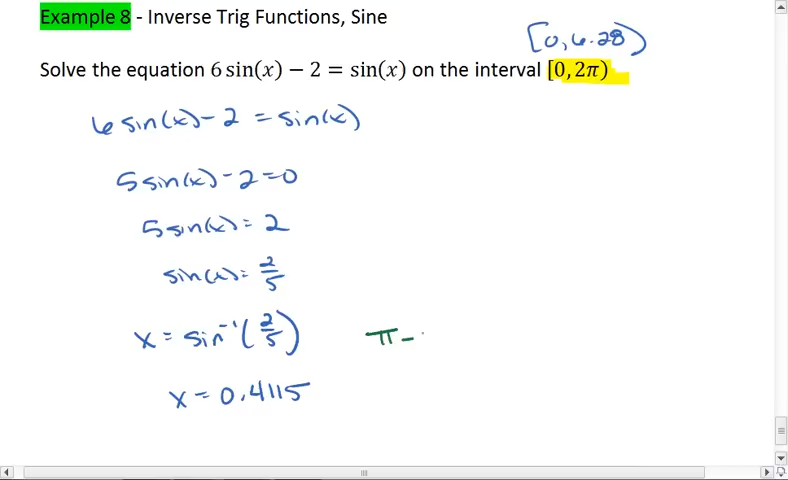 Example 8 - Inverse Trig Functions, Sine
[0, 6.28)
Solve the equation 6 sin(x) − 2 = sin(x) on the interval [0, 2π)
6 sin(x) - 2 = sin(x)
5 sin(x) - 2 = 0
5 sin(x) = 2
sin(x) = 2/5
x = sin⁻¹(2/5) π -
x = 0.4115